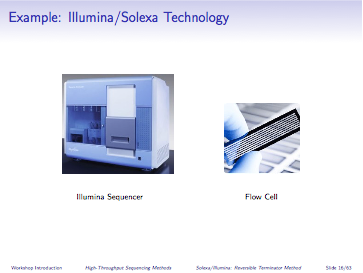 Example: Illumina/Solexa Technology
Illumina Sequencer
Flow Cell
Workshop Introduction
High-Throughput Sequencing Methods
Solexa/Illumina: Reversible Terminator Method
Slide 16/63